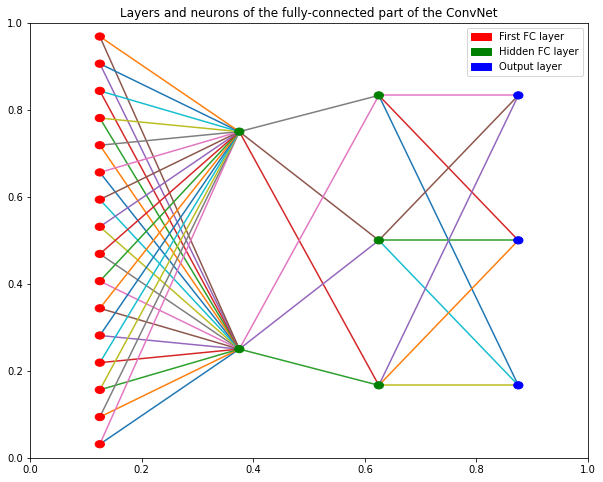 Layers and neurons of the fully-connected part of the ConvNet
First FC layer
Hidden FC layer
Output layer
1.0
0.8
0.6
0.4
0.2
0.0
0.0 0.2 0.4 0.6 0.8 1.0